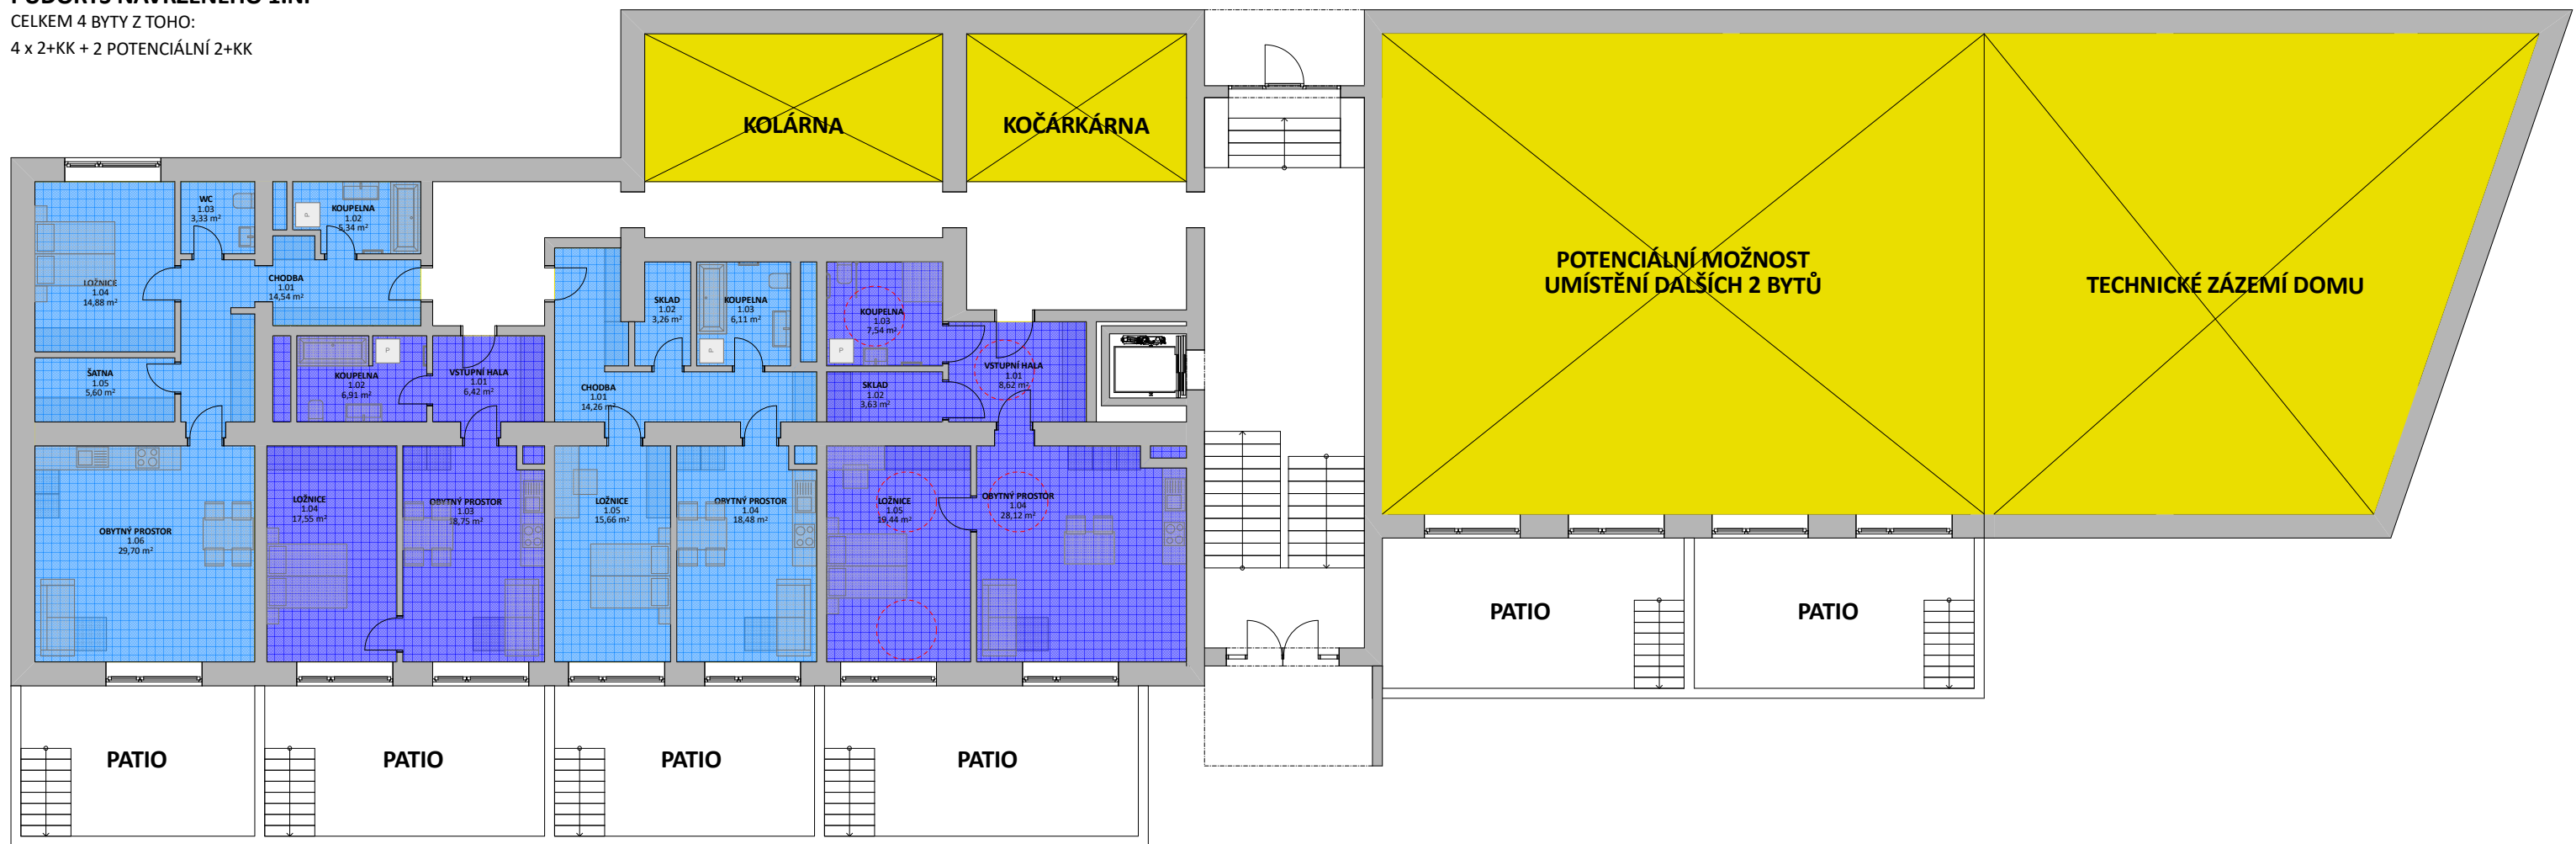 CELKEM 4 BYTY Z TOHO:
4 x 2+KK + 2 POTENCIÁLNÍ 2+KK
KOLÁRNA
KOČÁRKÁRNA
POTENCIÁLNÍ MOŽNOST
UMÍSTĚNÍ DALŠÍCH 2 BYTŮ
TECHNICKÉ ZÁZEMÍ DOMU
WC
1.03
3,33 m²
KOUPELNA
1.02
5,34 m²
LOŽNICE
1.04
14,88 m²
CHODBA
1.01
14,54 m²
ŠATNA
1.05
5,60 m²
OBYTNÝ PROSTOR
1.06
29,70 m²
KOUPELNA
1.02
6,91 m²
VSTUPNÍ HALA
1.01
6,42 m²
LOŽNICE
1.04
17,55 m²
OBYTNÝ PROSTOR
1.03
18,75 m²
SKLAD
1.02
3,26 m²
KOUPELNA
1.03
6,11 m²
CHODBA
1.01
14,26 m²
LOŽNICE
1.05
15,66 m²
OBYTNÝ PROSTOR
1.04
18,48 m²
KOUPELNA
1.03
7,54 m²
VSTUPNÍ HALA
1.01
8,62 m²
SKLAD
1.02
3,63 m²
LOŽNICE
1.05
19,44 m²
OBYTNÝ PROSTOR
1.04
28,12 m²
P
P
P
P
PATIO
PATIO
PATIO
PATIO
PATIO
PATIO